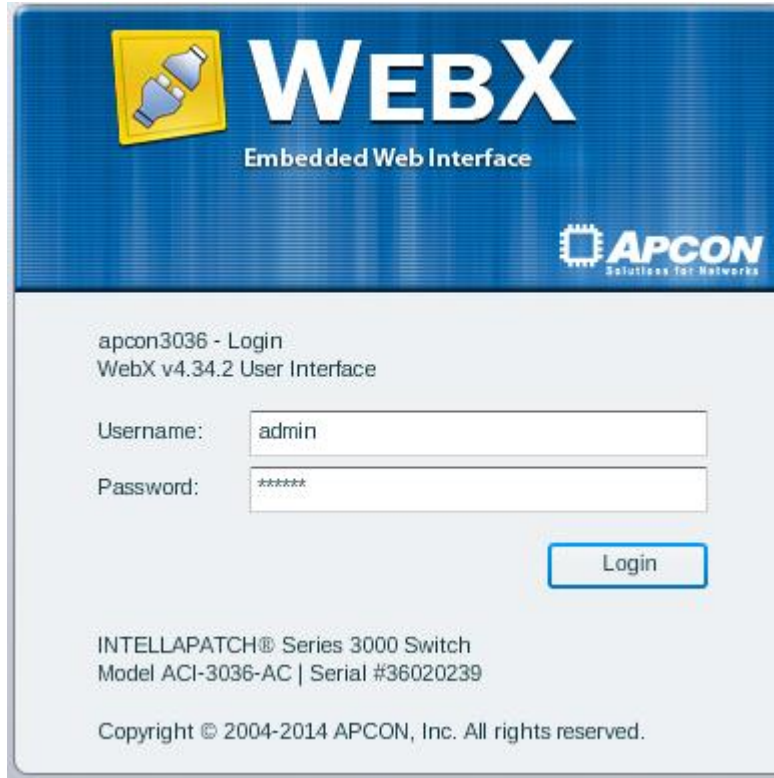 WEBX
Embedded Web Interface
APCON
Solutions for Networks
apcon3036 - Login
WebX v4.34.2 User Interface
Username: admin
Password: ******
Login
INTELLAPATCH® Series 3000 Switch
Model ACI-3036-AC | Serial #36020239
Copyright © 2004-2014 APCON, Inc. All rights reserved.